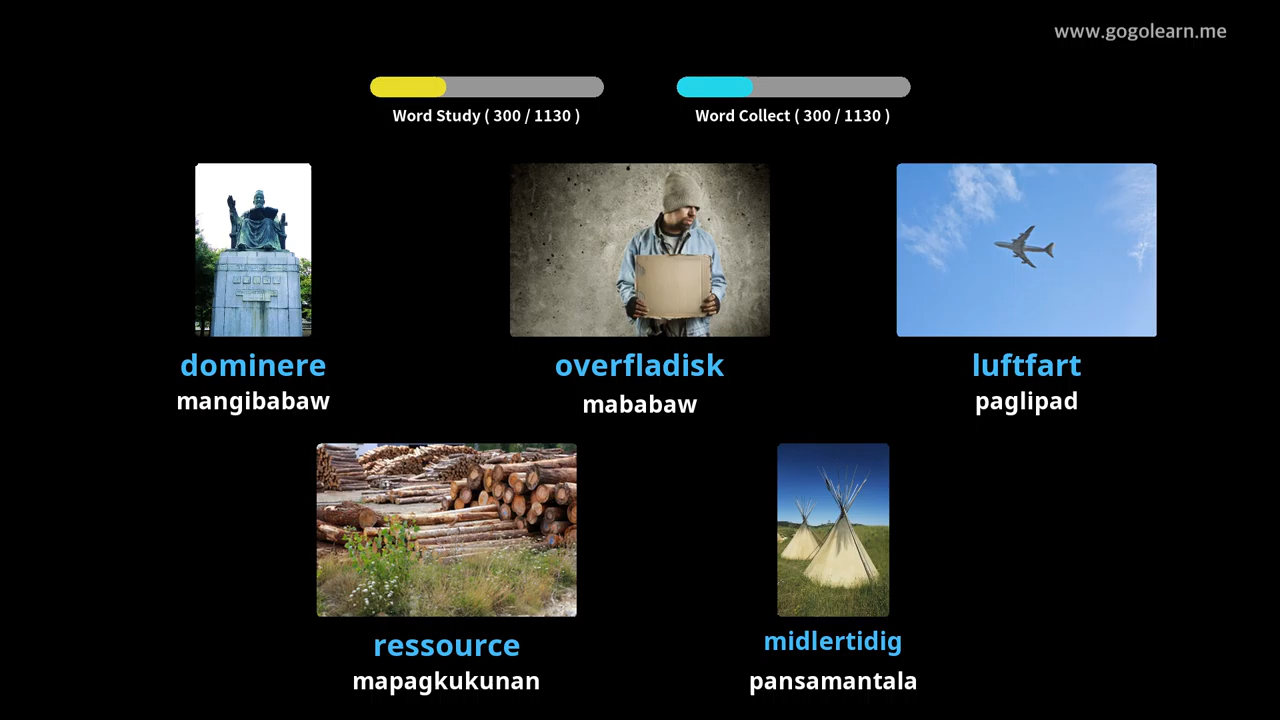 www.gogolearn.me
Word Study ( 300 / 1130 )
Word Collect ( 300 / 1130 )
dominere
mangibabaw
overfladisk
mababaw
luftfart
paglipad
ressource
mapagkukunan
midlertidig
pansamantala